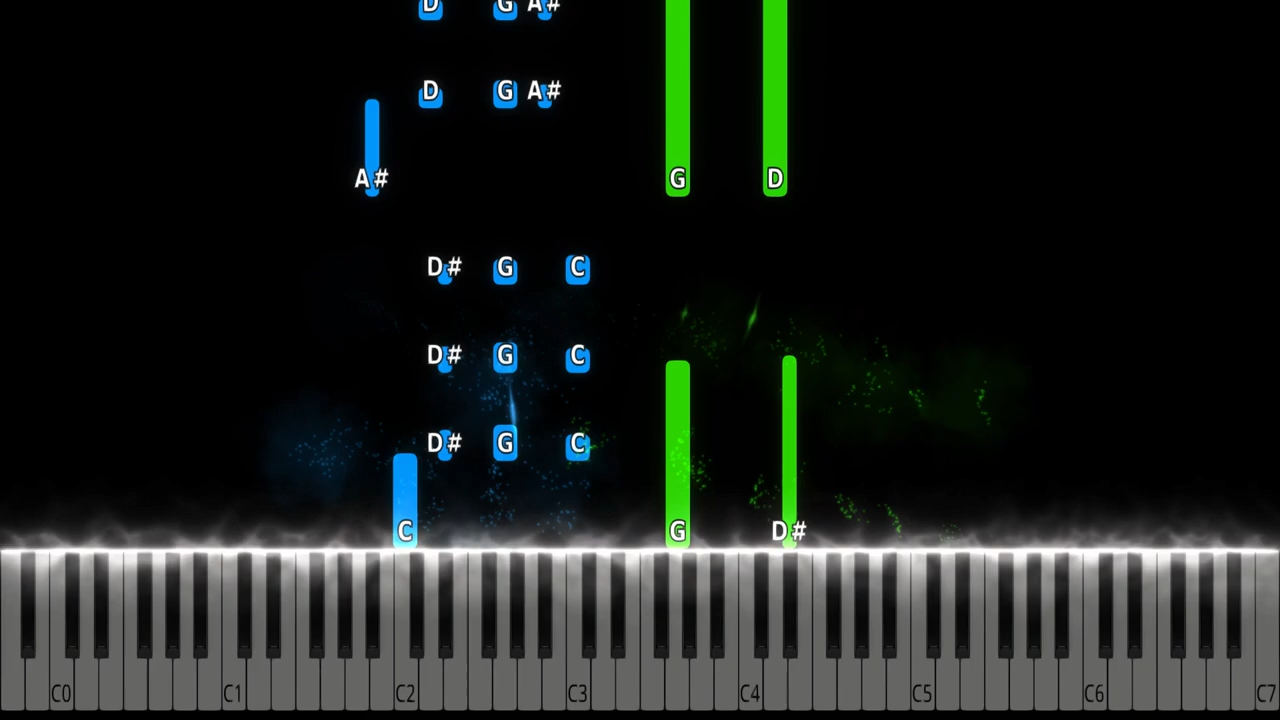 D G A#
D G A#
A# G D
D# G C
D# G C
D# G C
C G D#
C0 C1 C2 C3 C4 C5 C6 C7